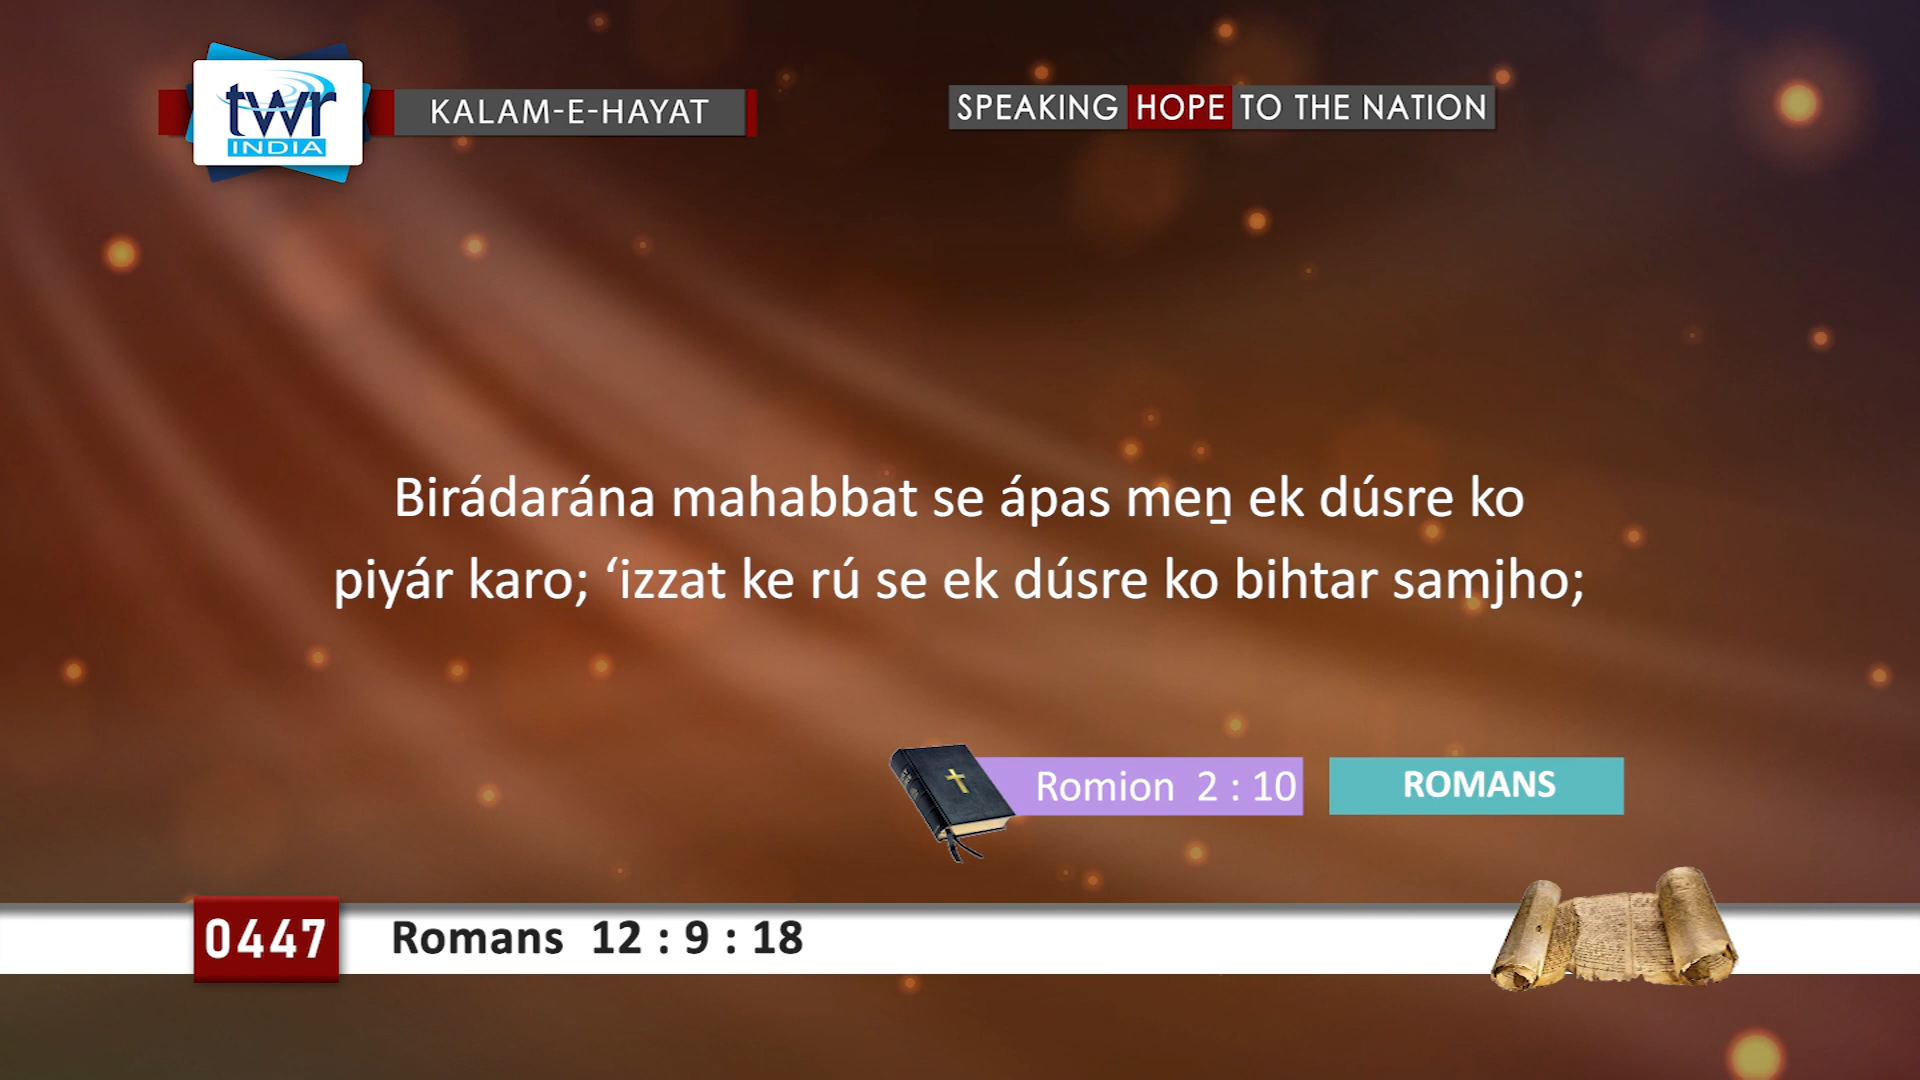 twr
INDIA
KALAM-E-HAYAT
SPEAKING HOPE TO THE NATION
Birádarána mahabbat se ápas meṉ ek dúsre ko
piyár karo; ‘izzat ke rú se ek dúsre ko bihtar samjho;
Romion 2 : 10
ROMANS
0447
Romans 12 : 9 : 18